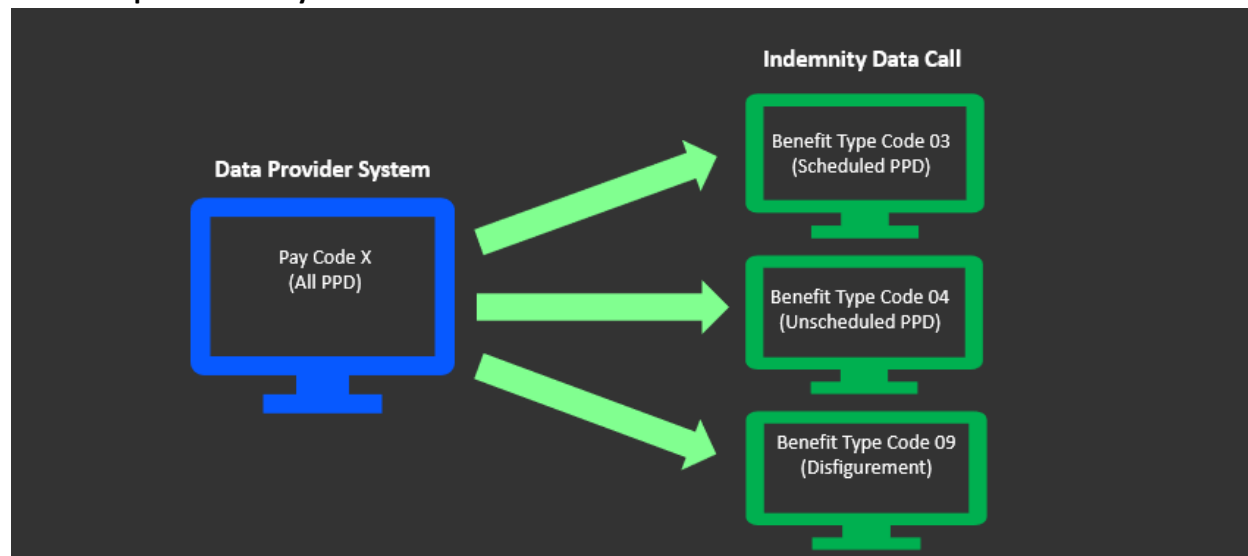 Indemnity Data Call
Benefit Type Code 03
(Scheduled PPD)
Data Provider System
Pay Code X
(All PPD)
Benefit Type Code 04
(Unscheduled PPD)
Benefit Type Code 09
(Disfigurement)